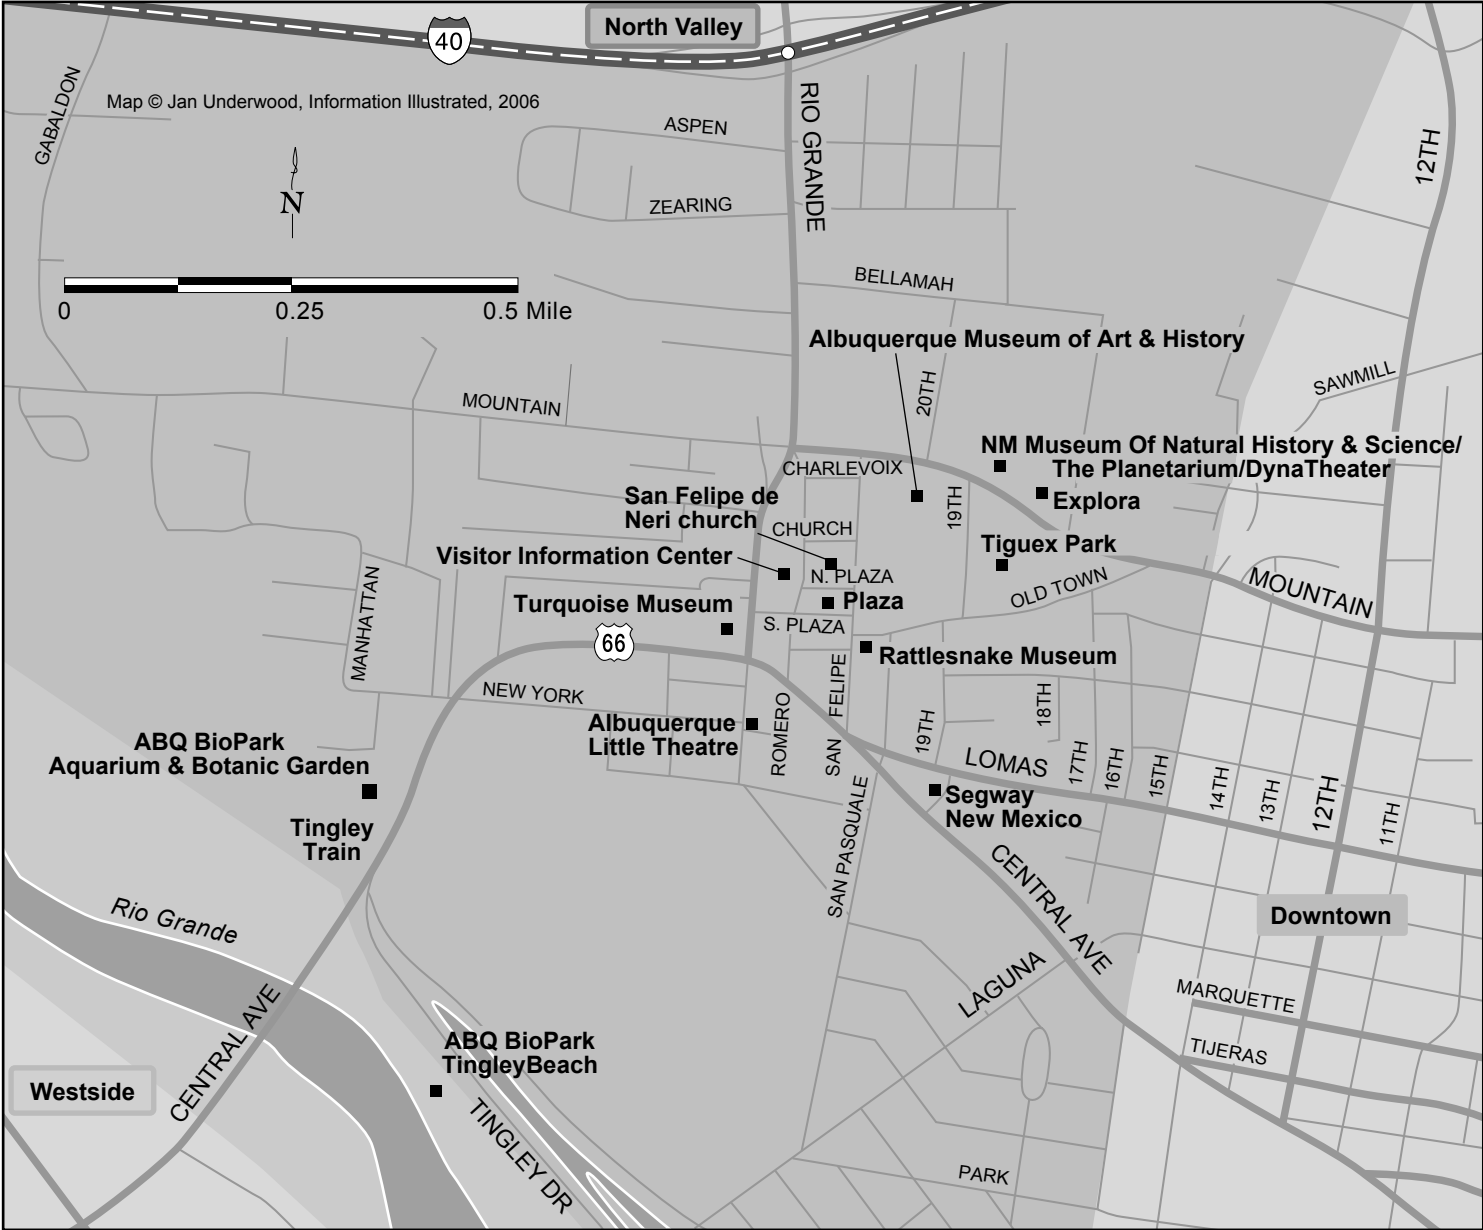 North Valley
40
GABALDON
Map © Jan Underwood, Information Illustrated, 2006
RIO GRANDE
ASPEN
12TH
N
ZEARING
BELLAMAH
0 0.25 0.5 Mile
Albuquerque Museum of Art & History
20TH
SAWMILL
MOUNTAIN
NM Museum Of Natural History & Science/
The Planetarium/DynaTheater
CHARLEVOIX
Explora
19TH
San Felipe de
Neri church
CHURCH
Visitor Information Center
Tiguex Park
N. PLAZA
Plaza
OLD TOWN
MOUNTAIN
MANHATTAN
Turquoise Museum
S. PLAZA
66
Rattlesnake Museum
NEW YORK
Albuquerque
Little Theatre
ROMERO
SAN FELIPE
19TH
18TH
LOMAS
17TH
16TH
15TH
14TH
13TH
12TH
11TH
ABQ BioPark
Aquarium & Botanic Garden
Segway
New Mexico
Tingley
Train
SAN PASQUALE
CENTRAL AVE
Rio Grande
Downtown
LAGUNA
MARQUETTE
CENTRAL AVE
TIJERAS
ABQ BioPark
TingleyBeach
Westside
TINGLEY DR
PARK